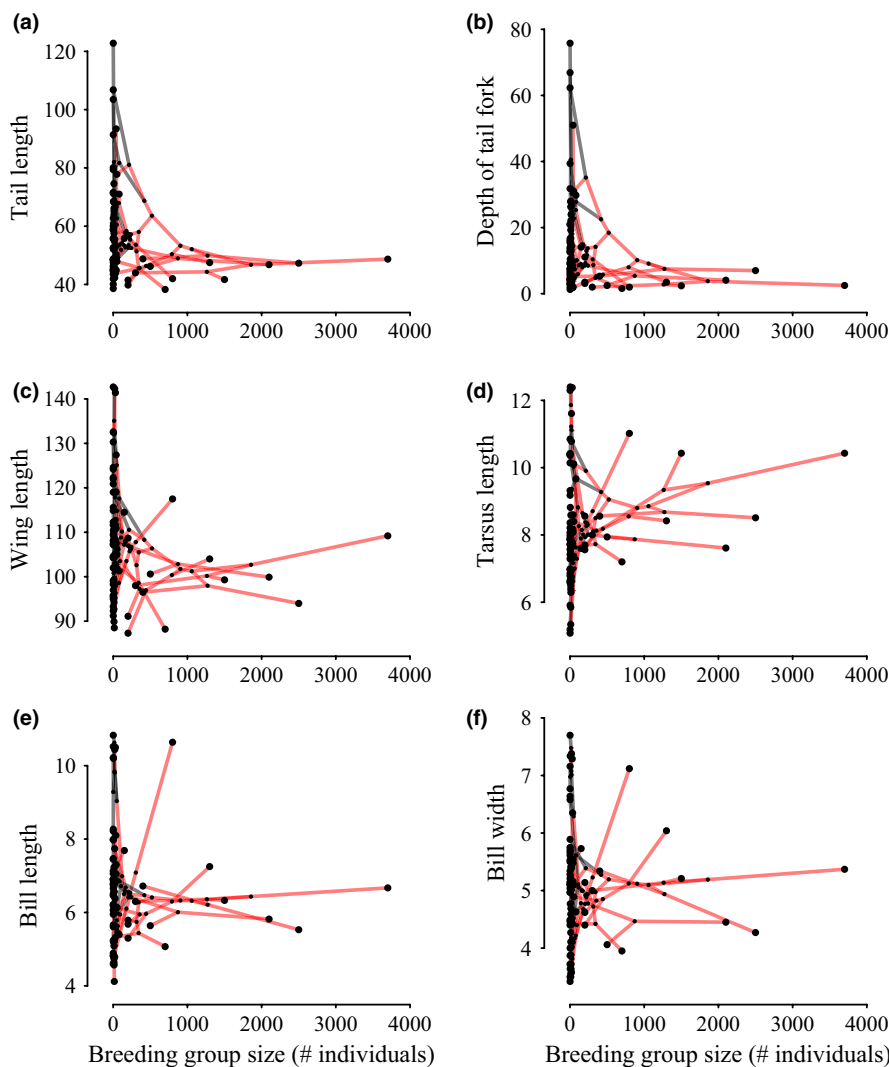 (a)
120
100
80
60
40
Tail length
0 1000 2000 3000 4000
(b)
80
60
40
20
0
Depth of tail fork
0 1000 2000 3000 4000
(c)
140
130
120
110
100
90
Wing length
0 1000 2000 3000 4000
(d)
12
10
8
6
Tarsus length
0 1000 2000 3000 4000
(e)
10
8
6
4
Bill length
0 1000 2000 3000 4000
Breeding group size (# individuals)
(f)
8
7
6
5
4
Bill width
0 1000 2000 3000 4000
Breeding group size (# individuals)